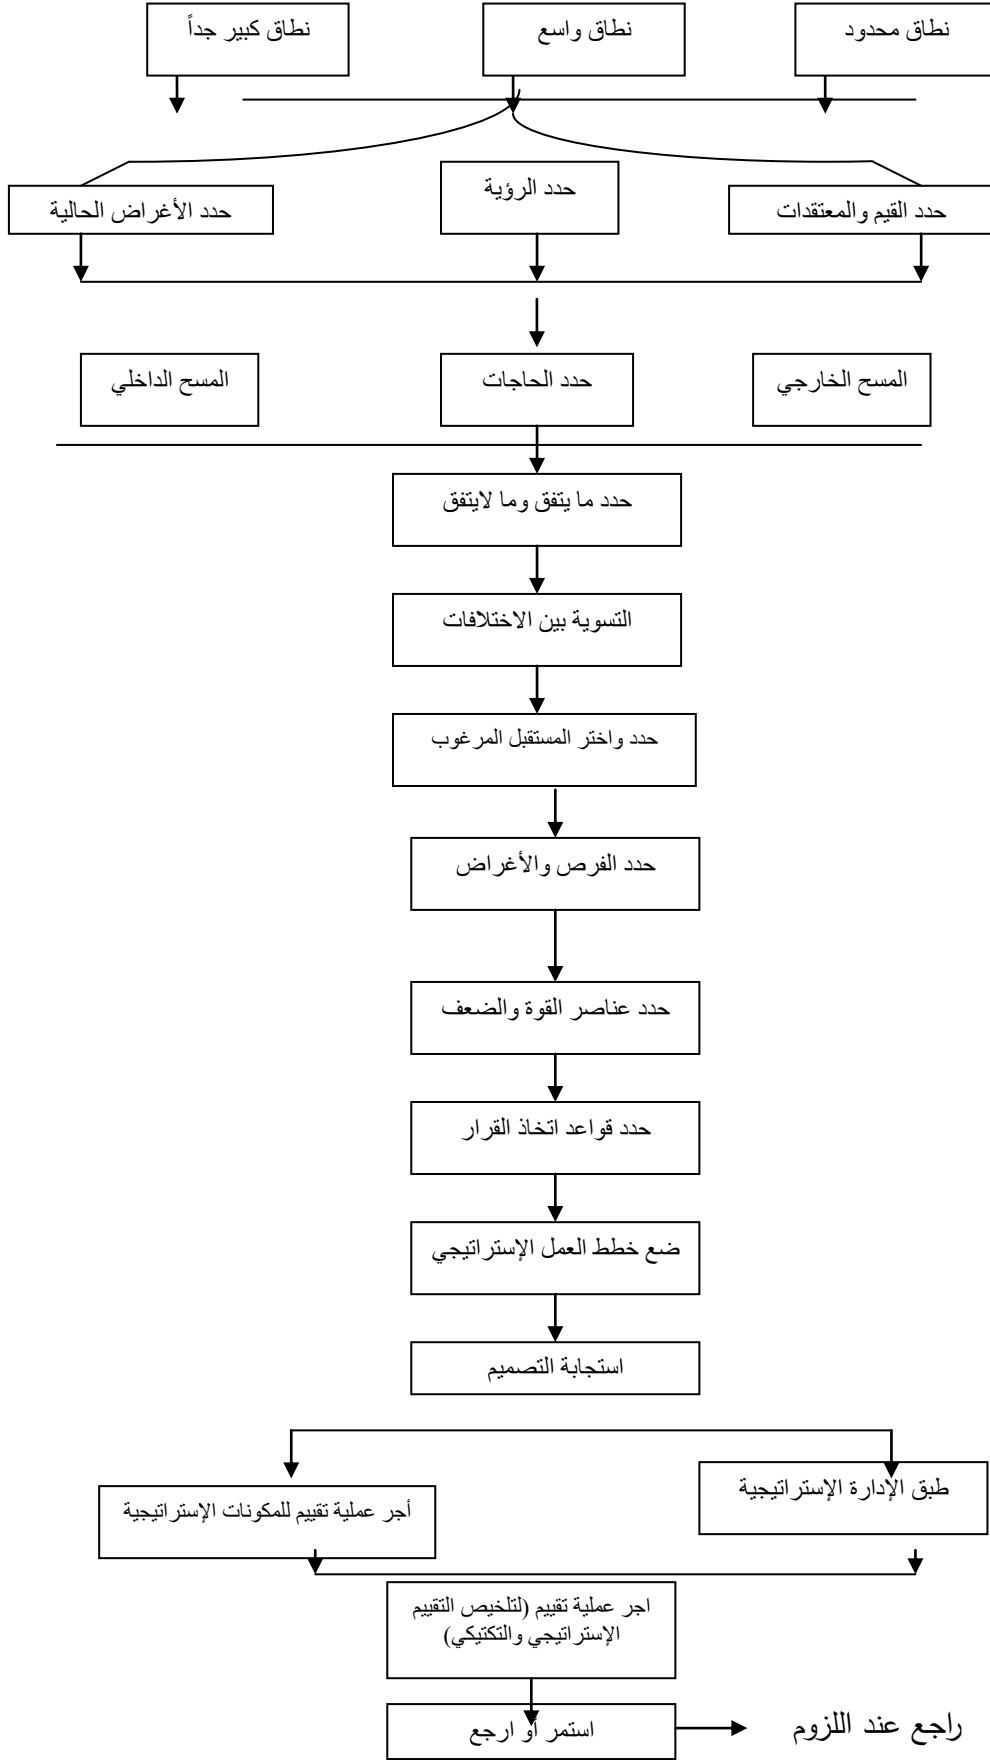 نطاق محدود
نطاق واسع
نطاق كبير جداً
حدد القيم والمعتقدات
حدد الرؤية
حدد الأغراض الحالية
المسح الخارجي
حدد الحاجات
المسح الداخلي
حدد ما يتفق وما لايتفق
التسوية بين الاختلافات
حدد واختر المستقبل المرغوب
حدد الفرص والأغراض
حدد عناصر القوة والضعف
حدد قواعد اتخاذ القرار
ضع خطط العمل الإستراتيجي
استجابة التصميم
طبق الإدارة الإستراتيجية
أجر عملية تقييم للمكونات الإستراتيجية
اجر عملية تقييم (لتلخيص التقييم
الإستراتيجي والتكتيكي)
استمر أو ارجع
راجع عند اللزوم